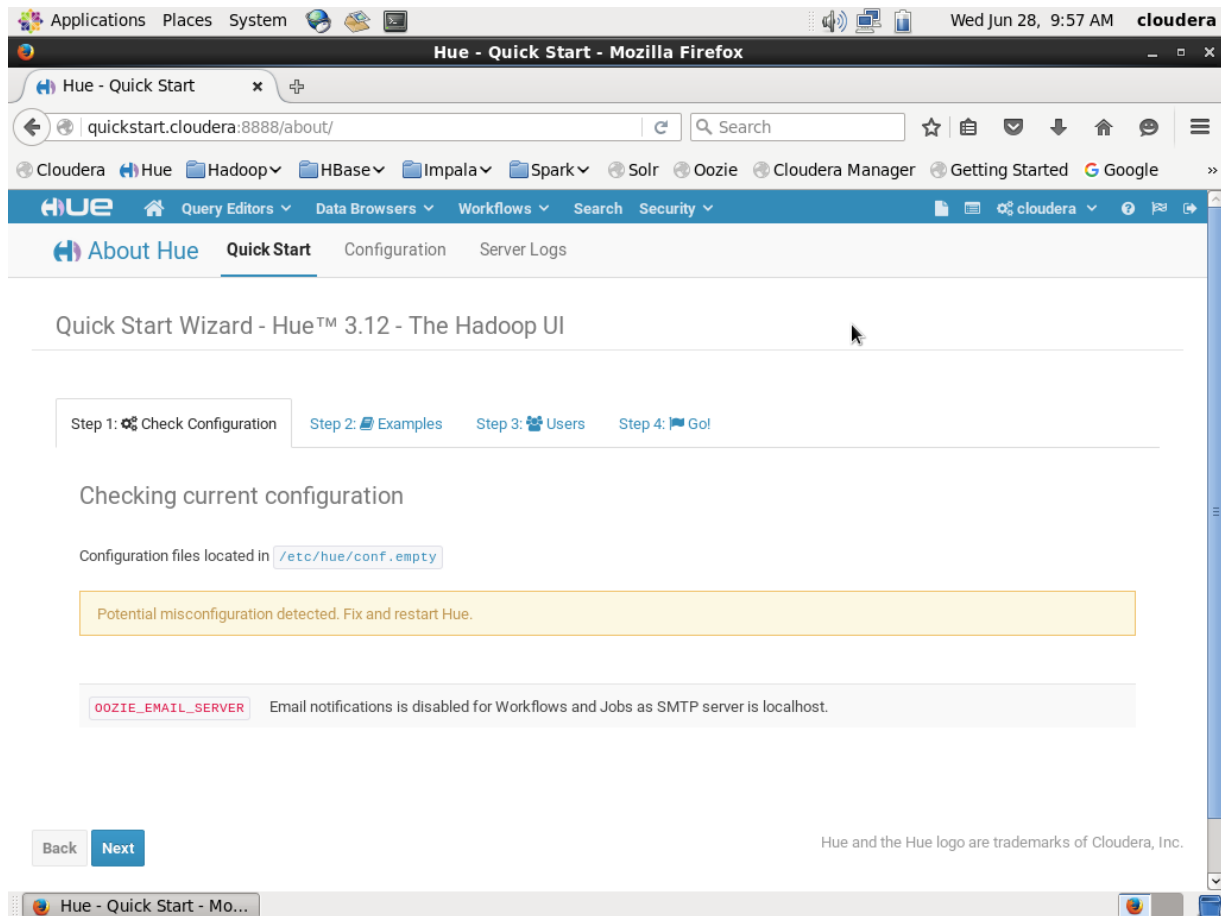 Applications Places System Wed Jun 28, 9:57 AM cloudera
Hue - Quick Start - Mozilla Firefox
Hue - Quick Start
quickstart.cloudera:8888/about/ Search
Cloudera Hue Hadoop HBase Impala Spark Solr Oozie Cloudera Manager Getting Started Google »
HUE Query Editors Data Browsers Workflows Search Security cloudera
About Hue Quick Start Configuration Server Logs
Quick Start Wizard - Hue™ 3.12 - The Hadoop UI
Step 1: Check Configuration Step 2: Examples Step 3: Users Step 4: Go!
Checking current configuration
Configuration files located in /etc/hue/conf.empty
Potential misconfiguration detected. Fix and restart Hue.
OOZIE_EMAIL_SERVER Email notifications is disabled for Workflows and Jobs as SMTP server is localhost.
Back Next Hue and the Hue logo are trademarks of Cloudera, Inc.
Hue - Quick Start - Mo...